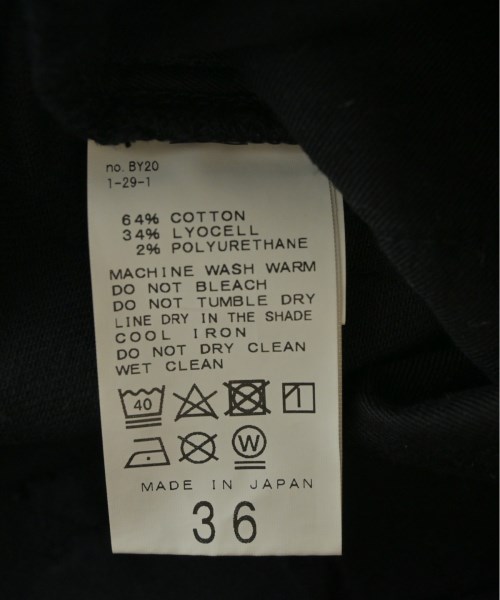 no. BY20
1-29-1
64% COTTON
34% LYOCELL
2% POLYURETHANE
MACHINE WASH WARM
DO NOT BLEACH
DO NOT TUMBLE DRY
LINE DRY IN THE SHADE
COOL IRON
DO NOT DRY CLEAN
WET CLEAN
40
W
MADE IN JAPAN
36